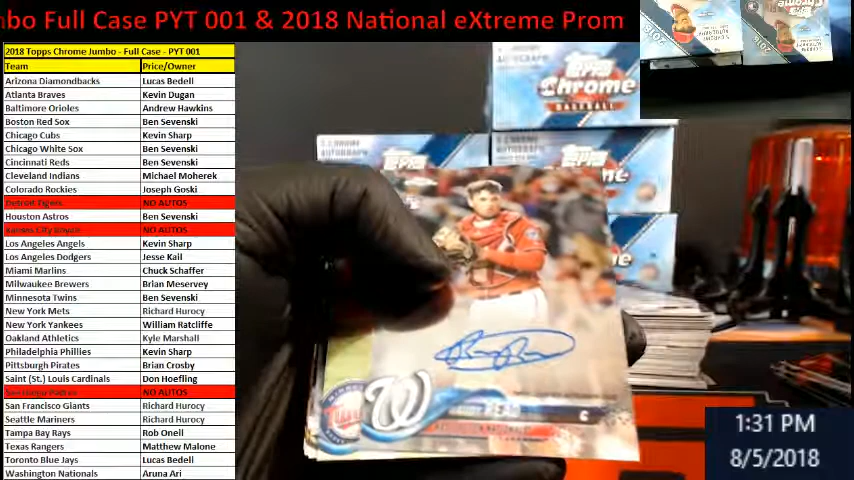 bo Full Case PYT 001 & 2018 National eXtreme Prom
2018 Topps Chrome Jumbo - Full Case - PYT 001
Team Price/Owner
Arizona Diamondbacks Lucas Bedell
Atlanta Braves Kevin Dugan
Baltimore Orioles Andrew Hawkins
Boston Red Sox Ben Sevenski
Chicago Cubs Kevin Sharp
Chicago White Sox Ben Sevenski
Cincinnati Reds Ben Sevenski
Cleveland Indians Michael Moherek
Colorado Rockies Joseph Goski
Detroit Tigers NO AUTOS
Houston Astros Ben Sevenski
Kansas City Royals NO AUTOS
Los Angeles Angels Kevin Sharp
Los Angeles Dodgers Jesse Kail
Miami Marlins Chuck Schaffer
Milwaukee Brewers Brian Meservey
Minnesota Twins Ben Sevenski
New York Mets Richard Hurocy
New York Yankees William Ratcliffe
Oakland Athletics Kyle Marshall
Philadelphia Phillies Kevin Sharp
Pittsburgh Pirates Brian Crosby
Saint (St.) Louis Cardinals Don Hoefling
San Diego Padres NO AUTOS
San Francisco Giants Richard Hurocy
Seattle Mariners Richard Hurocy
Tampa Bay Rays Rob Onell
Texas Rangers Matthew Malone
Toronto Blue Jays Lucas Bedell
Washington Nationals Aruna Ari
Topps
Chrome
BASEBALL
Topps
Topps
W
C
1:31 PM
8/5/2018